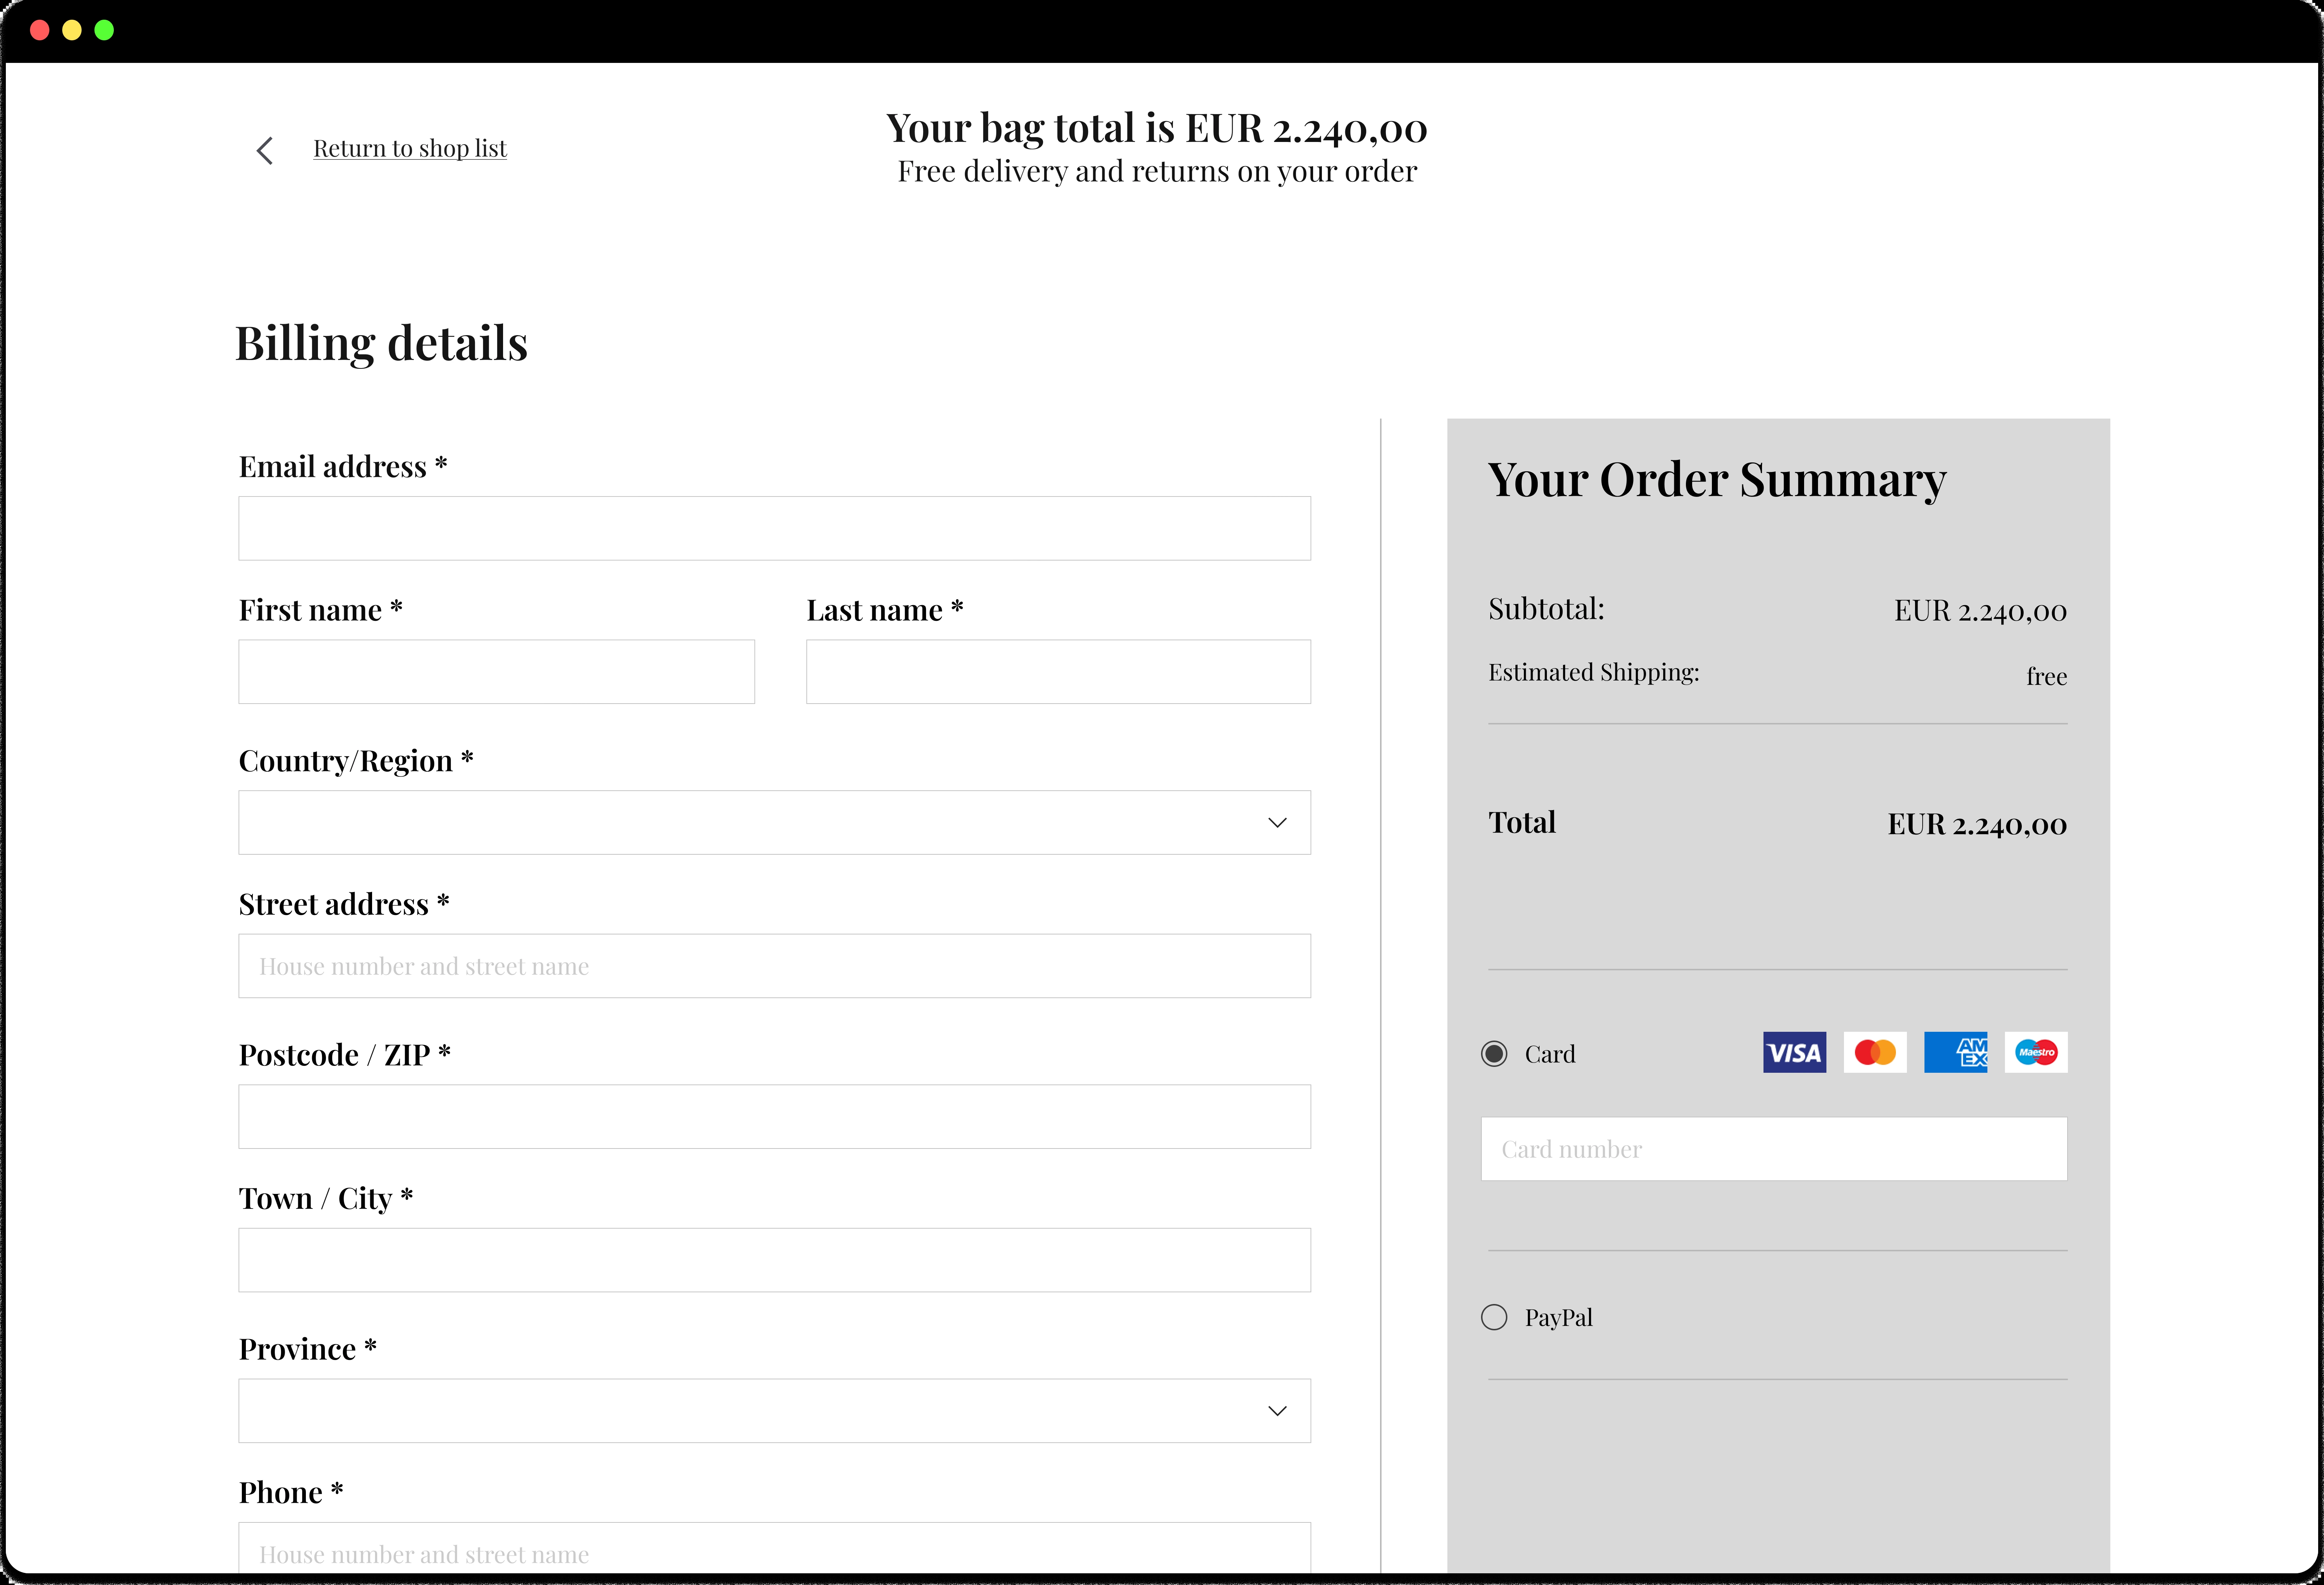 Return to shop list
Your bag total is EUR 2.240,00
Free delivery and returns on your order
Billing details
Email address *
First name *
Last name *
Country/Region *
Street address *
House number and street name
Postcode / ZIP *
Town / City *
Province *
Phone *
House number and street name
Your Order Summary
Subtotal: EUR 2.240,00
Estimated Shipping: free
Total EUR 2.240,00
Card VISA AM EX Maestro
Card number
PayPal